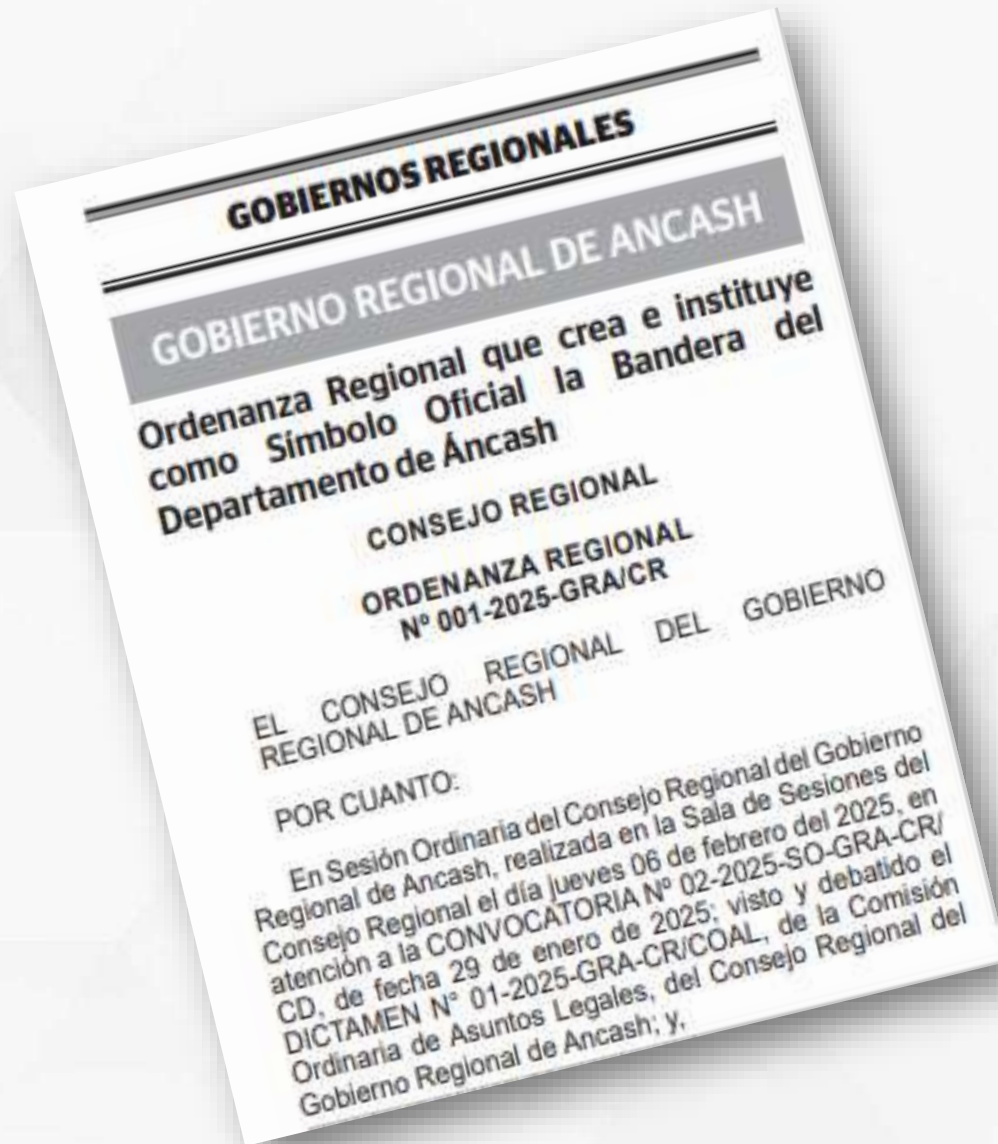 GOBIERNOS REGIONALES
GOBIERNO REGIONAL DE ANCASH
Ordenanza Regional que crea e instituye
como Símbolo Oficial la Bandera del
Departamento de Áncash
CONSEJO REGIONAL
ORDENANZA REGIONAL
Nº 001-2025-GRA/CR
EL CONSEJO REGIONAL DEL GOBIERNO
REGIONAL DE ANCASH
POR CUANTO:
En Sesión Ordinaria del Consejo Regional del Gobierno
Regional de Ancash, realizada en la Sala de Sesiones del
Consejo Regional el día jueves 06 de febrero del 2025, en
atención a la CONVOCATORIA Nº 02-2025-SO-GRA-CR/
CD, de fecha 29 de enero de 2025; visto y debatido el
DICTAMEN N° 01-2025-GRA-CR/COAL, de la Comisión
Ordinaria de Asuntos Legales, del Consejo Regional del
Gobierno Regional de Ancash; y,